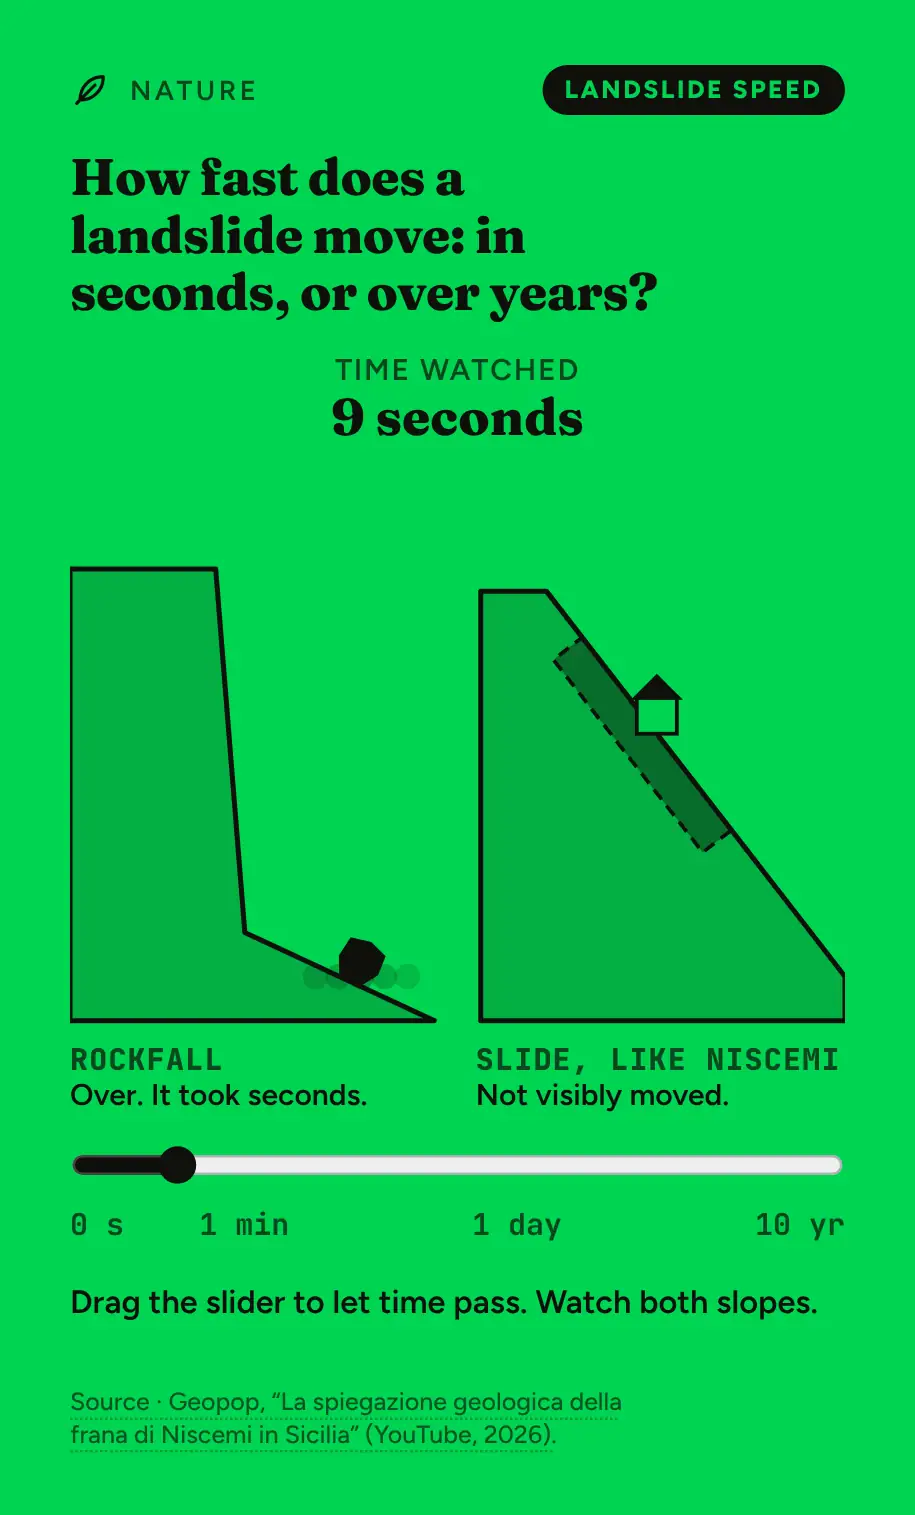 NATURE
LANDSLIDE SPEED
How fast does a
landslide move: in
seconds, or over years?
TIME WATCHED
9 seconds
ROCKFALL
Over. It took seconds.
SLIDE, LIKE NISCEMI
Not visibly moved.
0 s
1 min
1 day
10 yr
Drag the slider to let time pass. Watch both slopes.
Source · Geopop, “La spiegazione geologica della
frana di Niscemi in Sicilia” (YouTube, 2026).